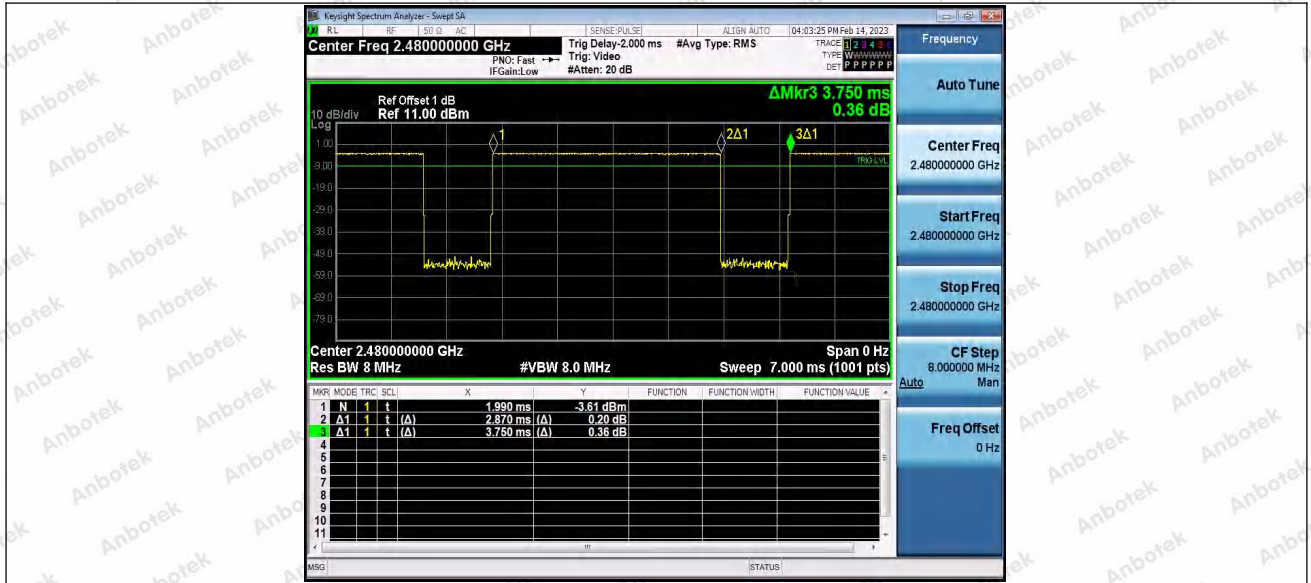 Keysight Spectrum Analyzer - Swept SA
RL RF 50 Ω AC SENSE:PULSE ALIGN AUTO 04:03:25 PM Feb 14, 2023
Center Freq 2.480000000 GHz
PNO: Fast
IFGain:Low
Trig Delay-2.000 ms
Trig: Video
#Atten: 20 dB
#Avg Type: RMS
TRACE 1 2 3 4 5 6
TYPE W
DET P P P P P P
Frequency
Auto Tune
Center Freq
2.480000000 GHz
Start Freq
2.480000000 GHz
Stop Freq
2.480000000 GHz
CF Step
8.000000 MHz
Auto Man
Freq Offset
0 Hz
ΔMkr3 3.750 ms
0.36 dB
Ref Offset 1 dB
10 dB/div Ref 11.00 dBm
Log
1
2Δ1
3Δ1
TRIG LVL
1.00
-9.00
-19.0
-29.0
-39.0
-49.0
-59.0
-69.0
-79.0
Center 2.480000000 GHz Span 0 Hz
Res BW 8 MHz #VBW 8.0 MHz Sweep 7.000 ms (1001 pts)
MKR MODE TRC SCL X Y FUNCTION FUNCTION WIDTH FUNCTION VALUE
1 N 1 t 1.990 ms -3.61 dBm
2 Δ1 1 t (Δ) 2.870 ms (Δ) 0.20 dB
3 Δ1 1 t (Δ) 3.750 ms (Δ) 0.36 dB
4
5
6
7
8
9
10
11
MSG STATUS
Anbotek